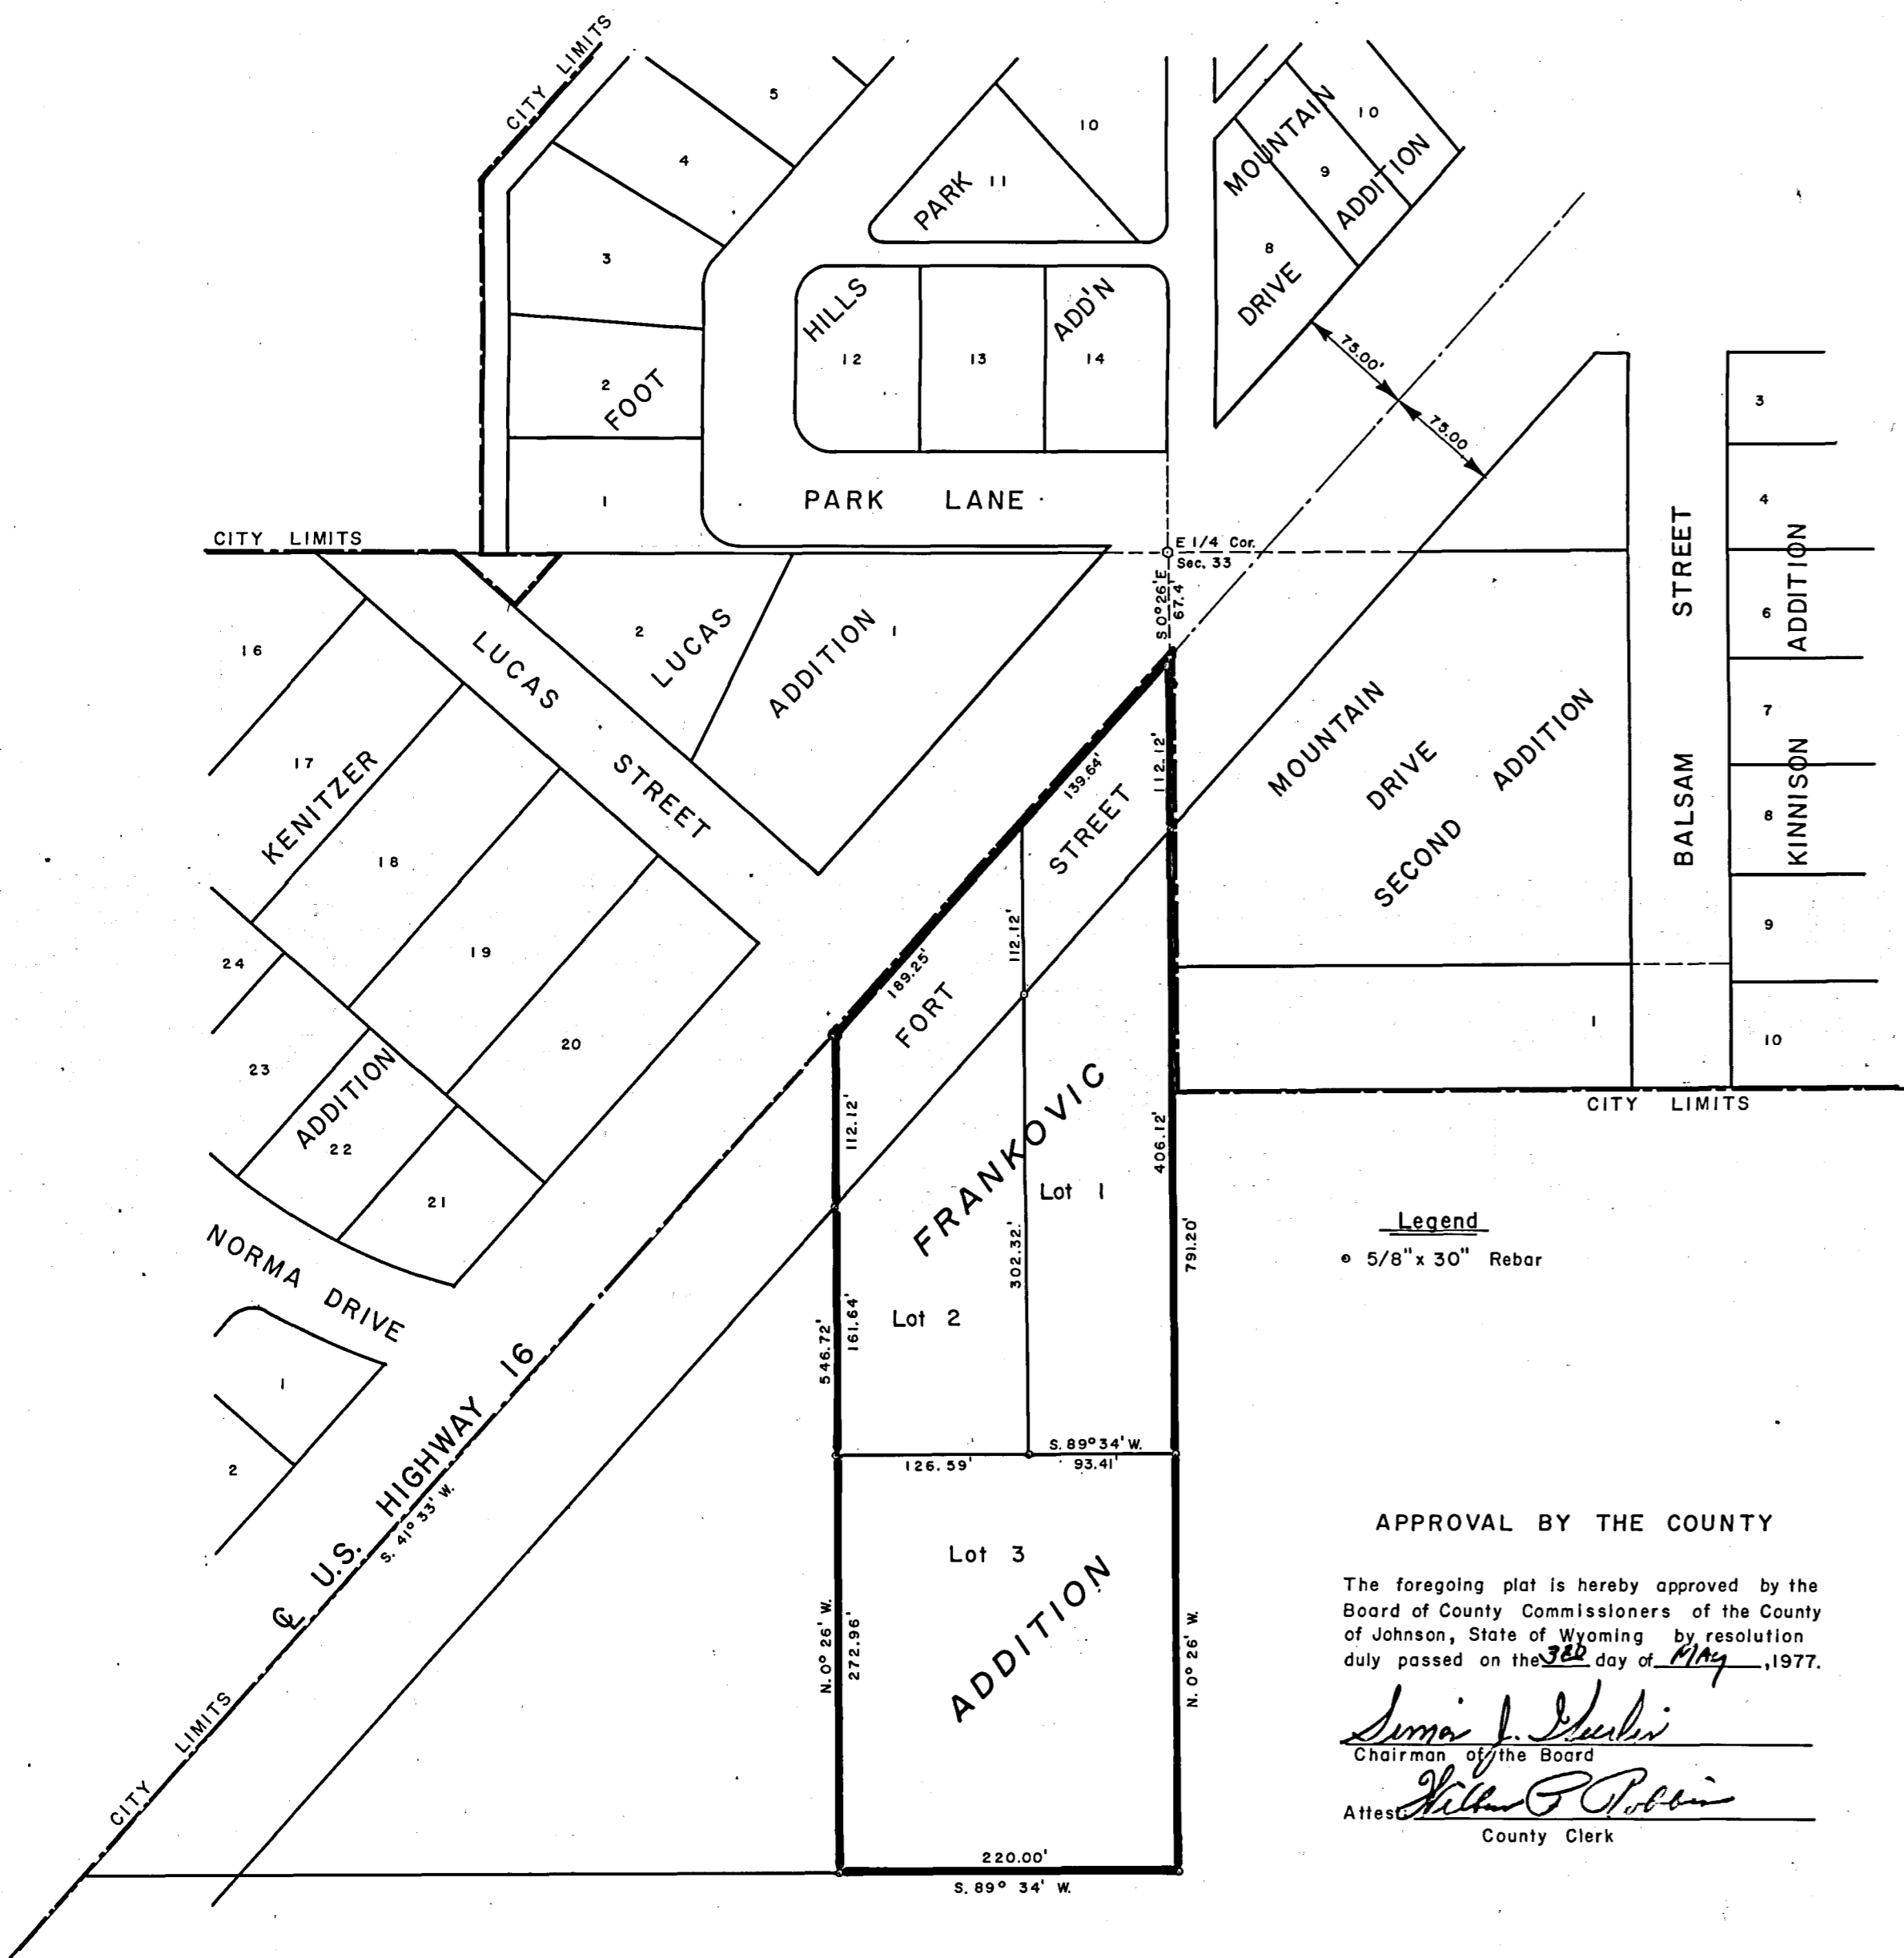 CITY LIMITS
5
4
3
2
1
FOOT
HILLS
PARK
ADD'N
10
11
12
13
14
MOUNTAIN
DRIVE
ADDITION
10
9
8
75.00'
75.00
PARK LANE
CITY LIMITS
E 1/4 Cor.
Sec. 33
S 0°26'E
67.4'
STREET
BALSAM
3
4
6
7
8
9
10
KINNISON ADDITION
16
17
18
19
20
21
22
23
24
KENITZER
ADDITION
LUCAS
STREET
2
LUCAS
ADDITION
1
MOUNTAIN
DRIVE
SECOND
ADDITION
1
CITY LIMITS
139.64'
189.25'
112.12'
112.12'
112.12'
FORT
STREET
FRANKOVIC
ADDITION
Lot 1
Lot 2
Lot 3
406.12'
791.20'
302.32'
161.64'
546.72'
S. 89°34' W.
126.59'
93.41'
N. 0° 26' W.
272.96'
N. 0° 26' W.
220.00'
S. 89° 34' W.
NORMA DRIVE
1
2
℄ U.S. HIGHWAY 16
S. 41° 33' W.
CITY LIMITS
Legend
5/8" x 30" Rebar
APPROVAL BY THE COUNTY
The foregoing plat is hereby approved by the
Board of County Commissioners of the County
of Johnson, State of Wyoming by resolution
duly passed on the 3RD day of MAY, 1977.
Chairman of the Board
Attest:
County Clerk